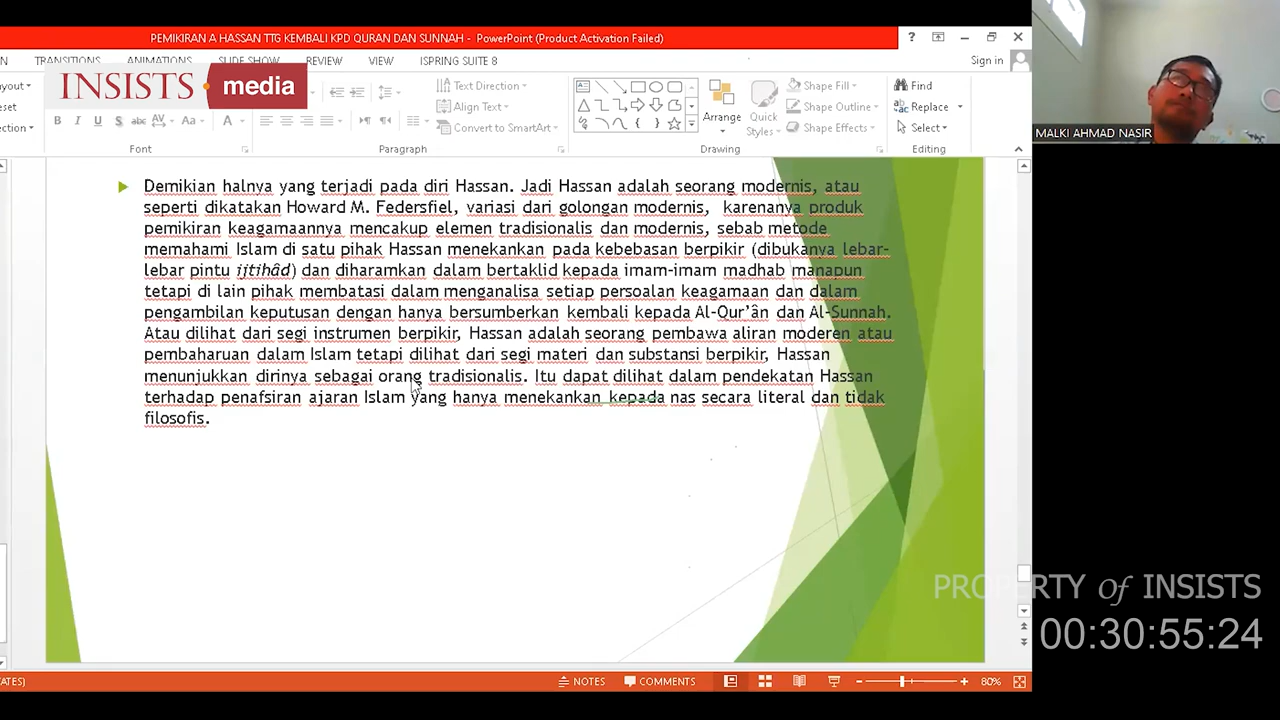 PEMIKIRAN A HASSAN TTG KEMBALI KPD QURAN DAN SUNNAH - PowerPoint (Product Activation Failed)
TRANSITIONS ANIMATIONS SLIDE SHOW REVIEW VIEW ISPRING SUITE 8 Sign in
INSISTS media
Text Direction
Align Text
Convert to SmartArt
Arrange
Quick Styles
Shape Fill
Shape Outline
Shape Effects
Find
Replace
Select
Font Paragraph Drawing Editing
MALKI AHMAD NASIR
Demikian halnya yang terjadi pada diri Hassan. Jadi Hassan adalah seorang modernis, atau
seperti dikatakan Howard M. Federsfiel, variasi dari golongan modernis, karenanya produk
pemikiran keagamaannya mencakup elemen tradisionalis dan modernis, sebab metode
memahami Islam di satu pihak Hassan menekankan pada kebebasan berpikir (dibukanya lebar-
lebar pintu ijtihâd) dan diharamkan dalam bertaklid kepada imam-imam madhab manapun
tetapi di lain pihak membatasi dalam menganalisa setiap persoalan keagamaan dan dalam
pengambilan keputusan dengan hanya bersumberkan kembali kepada Al-Qur’ân dan Al-Sunnah.
Atau dilihat dari segi instrumen berpikir, Hassan adalah seorang pembawa aliran moderen atau
pembaharuan dalam Islam tetapi dilihat dari segi materi dan substansi berpikir, Hassan
menunjukkan dirinya sebagai orang tradisionalis. Itu dapat dilihat dalam pendekatan Hassan
terhadap penafsiran ajaran Islam yang hanya menekankan kepada nas secara literal dan tidak
filosofis.
PROPERTY of INSISTS
00:30:55:24
NOTES COMMENTS 80%